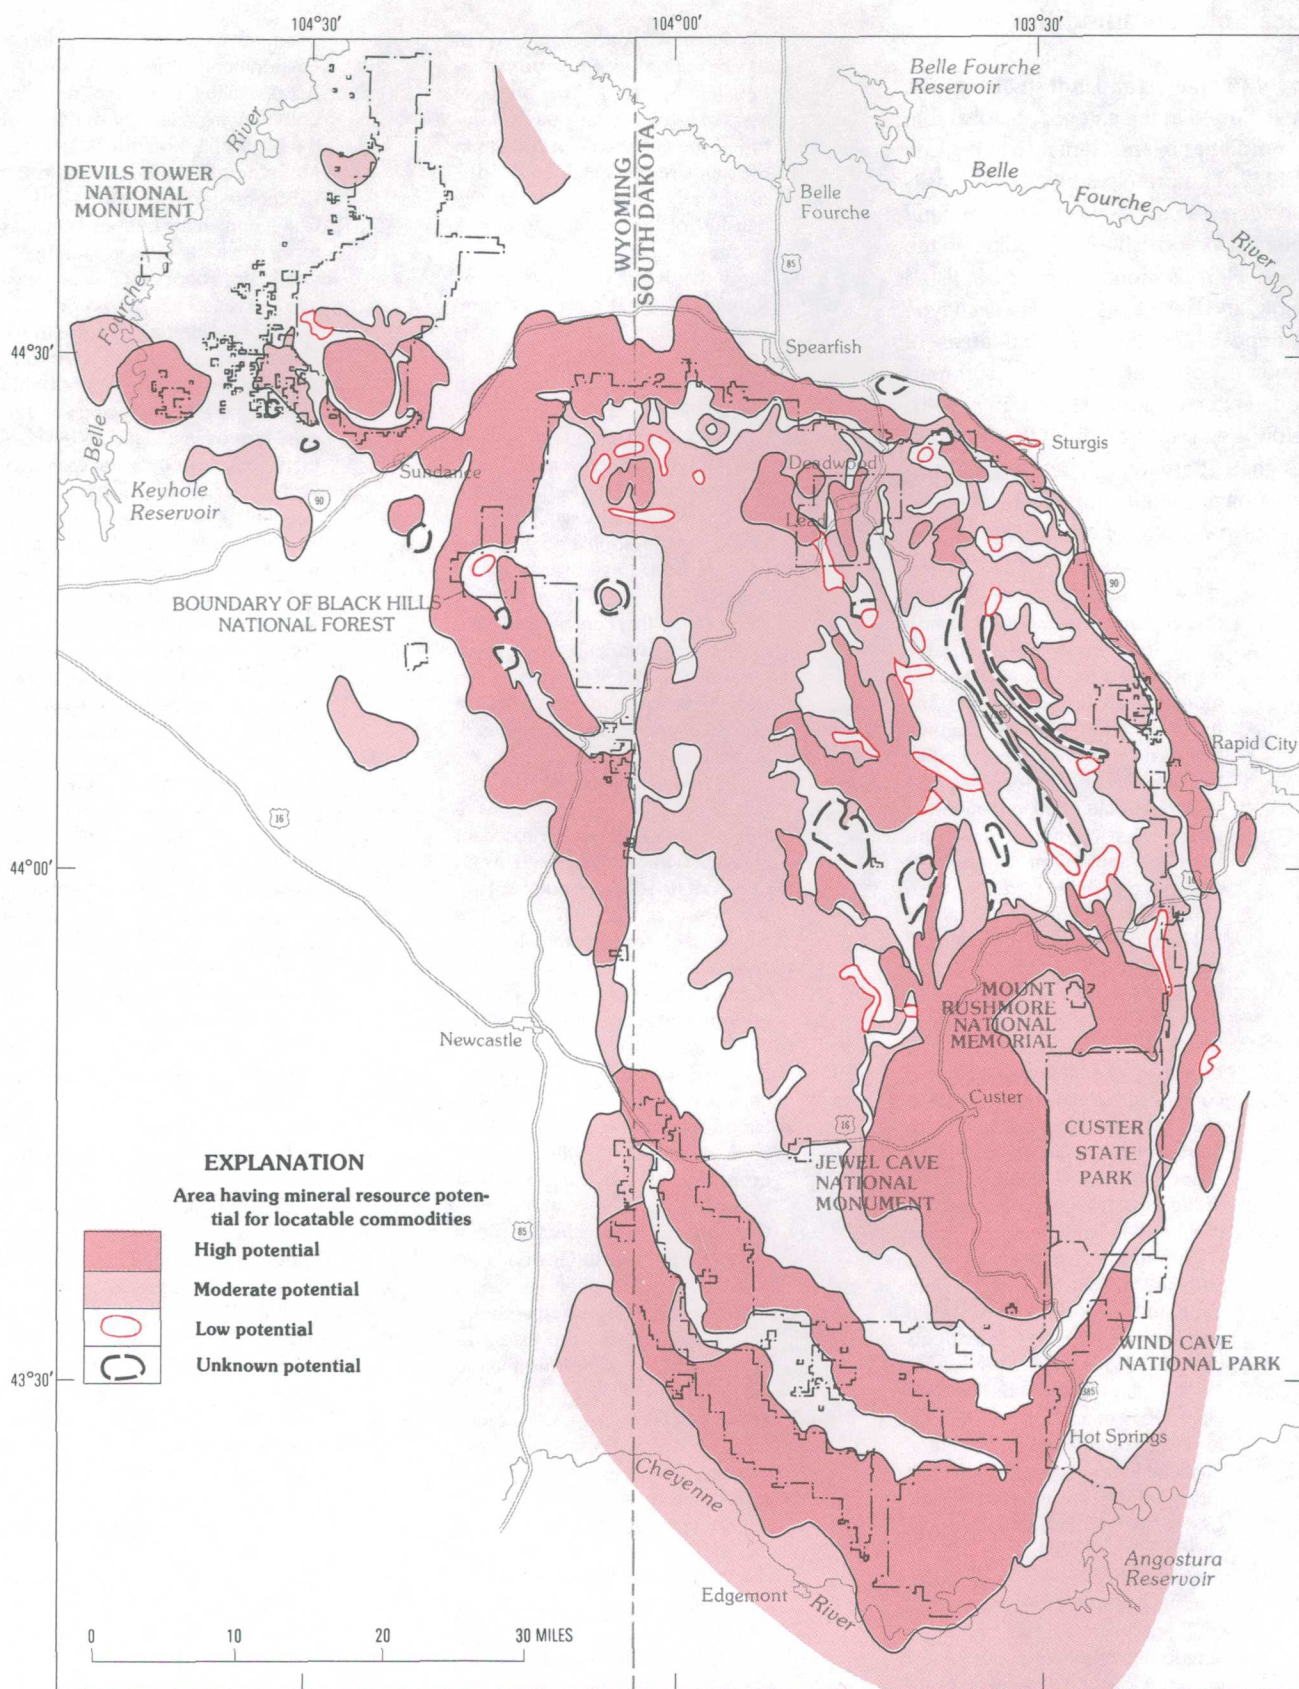 104°30′
104°00′
103°30′
Belle Fourche
Reservoir
River
DEVILS TOWER
NATIONAL
MONUMENT
WYOMING
SOUTH DAKOTA
Belle
Fourche
River
Belle
Fourche
85
Fourche
44°30′
Spearfish
Belle
Sturgis
Deadwood
Sundance
Keyhole
Reservoir
90
Lead
90
BOUNDARY OF BLACK HILLS
NATIONAL FOREST
385
Rapid City
16
44°00′
16
MOUNT
RUSHMORE
NATIONAL
MEMORIAL
Newcastle
Custer
16
CUSTER
STATE
PARK
JEWEL CAVE
NATIONAL
MONUMENT
EXPLANATION
Area having mineral resource poten-
tial for locatable commodities
85
High potential
Moderate potential
Low potential
Unknown potential
WIND CAVE
NATIONAL PARK
43°30′
385
Hot Springs
Cheyenne
Angostura
Reservoir
Edgemont
River
0 10 20 30 MILES